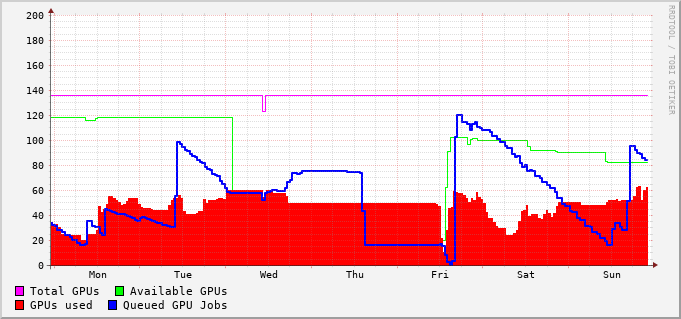 200
180
160
140
120
100
80
60
40
20
0
Mon Tue Wed Thu Fri Sat Sun
Total GPUs Available GPUs
GPUs used Queued GPU Jobs
RRDTOOL / TOBI OETIKER